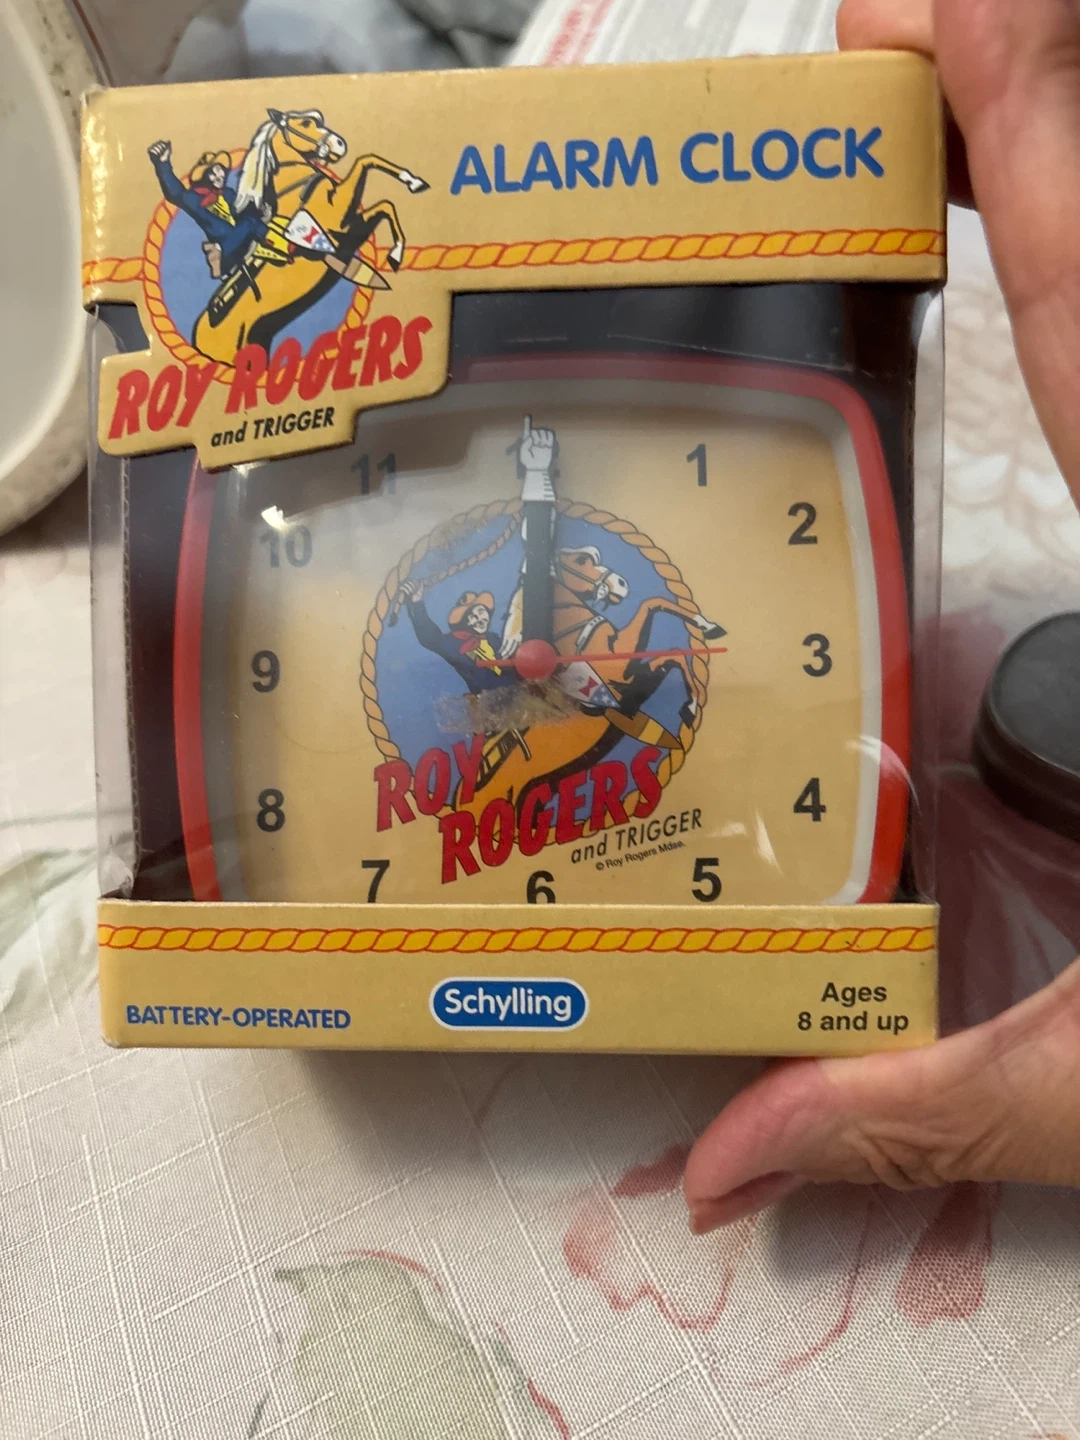 ALARM CLOCK
ROY ROGERS
and TRIGGER
11
1
10
2
9
3
8
4
7
6
5
ROY
ROGERS
and TRIGGER
© Roy Rogers Mdse.
BATTERY-OPERATED
Schylling
Ages
8 and up